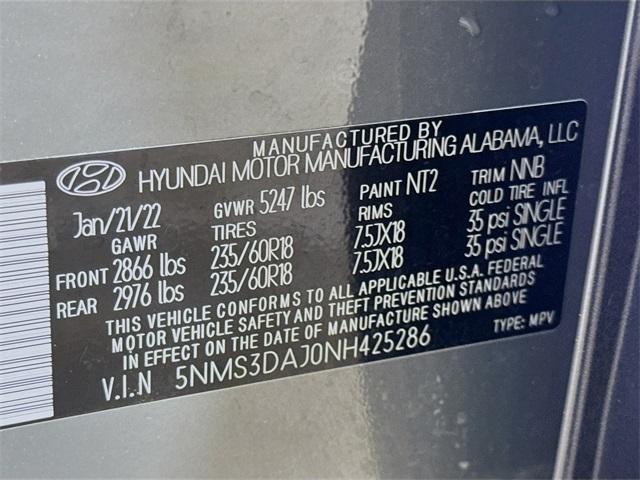 MANUFACTURED BY
HYUNDAI MOTOR MANUFACTURING ALABAMA, LLC
Jan/21/22 GVWR 5247 lbs PAINT NT2 TRIM NNB
GAWR TIRES RIMS COLD TIRE INFL
FRONT 2866 lbs 235/60R18 7.5JX18 35 psi SINGLE
REAR 2976 lbs 235/60R18 7.5JX18 35 psi SINGLE
THIS VEHICLE CONFORMS TO ALL APPLICABLE U.S.A. FEDERAL
MOTOR VEHICLE SAFETY AND THEFT PREVENTION STANDARDS
IN EFFECT ON THE DATE OF MANUFACTURE SHOWN ABOVE
V.I.N 5NMS3DAJ0NH425286 TYPE: MPV